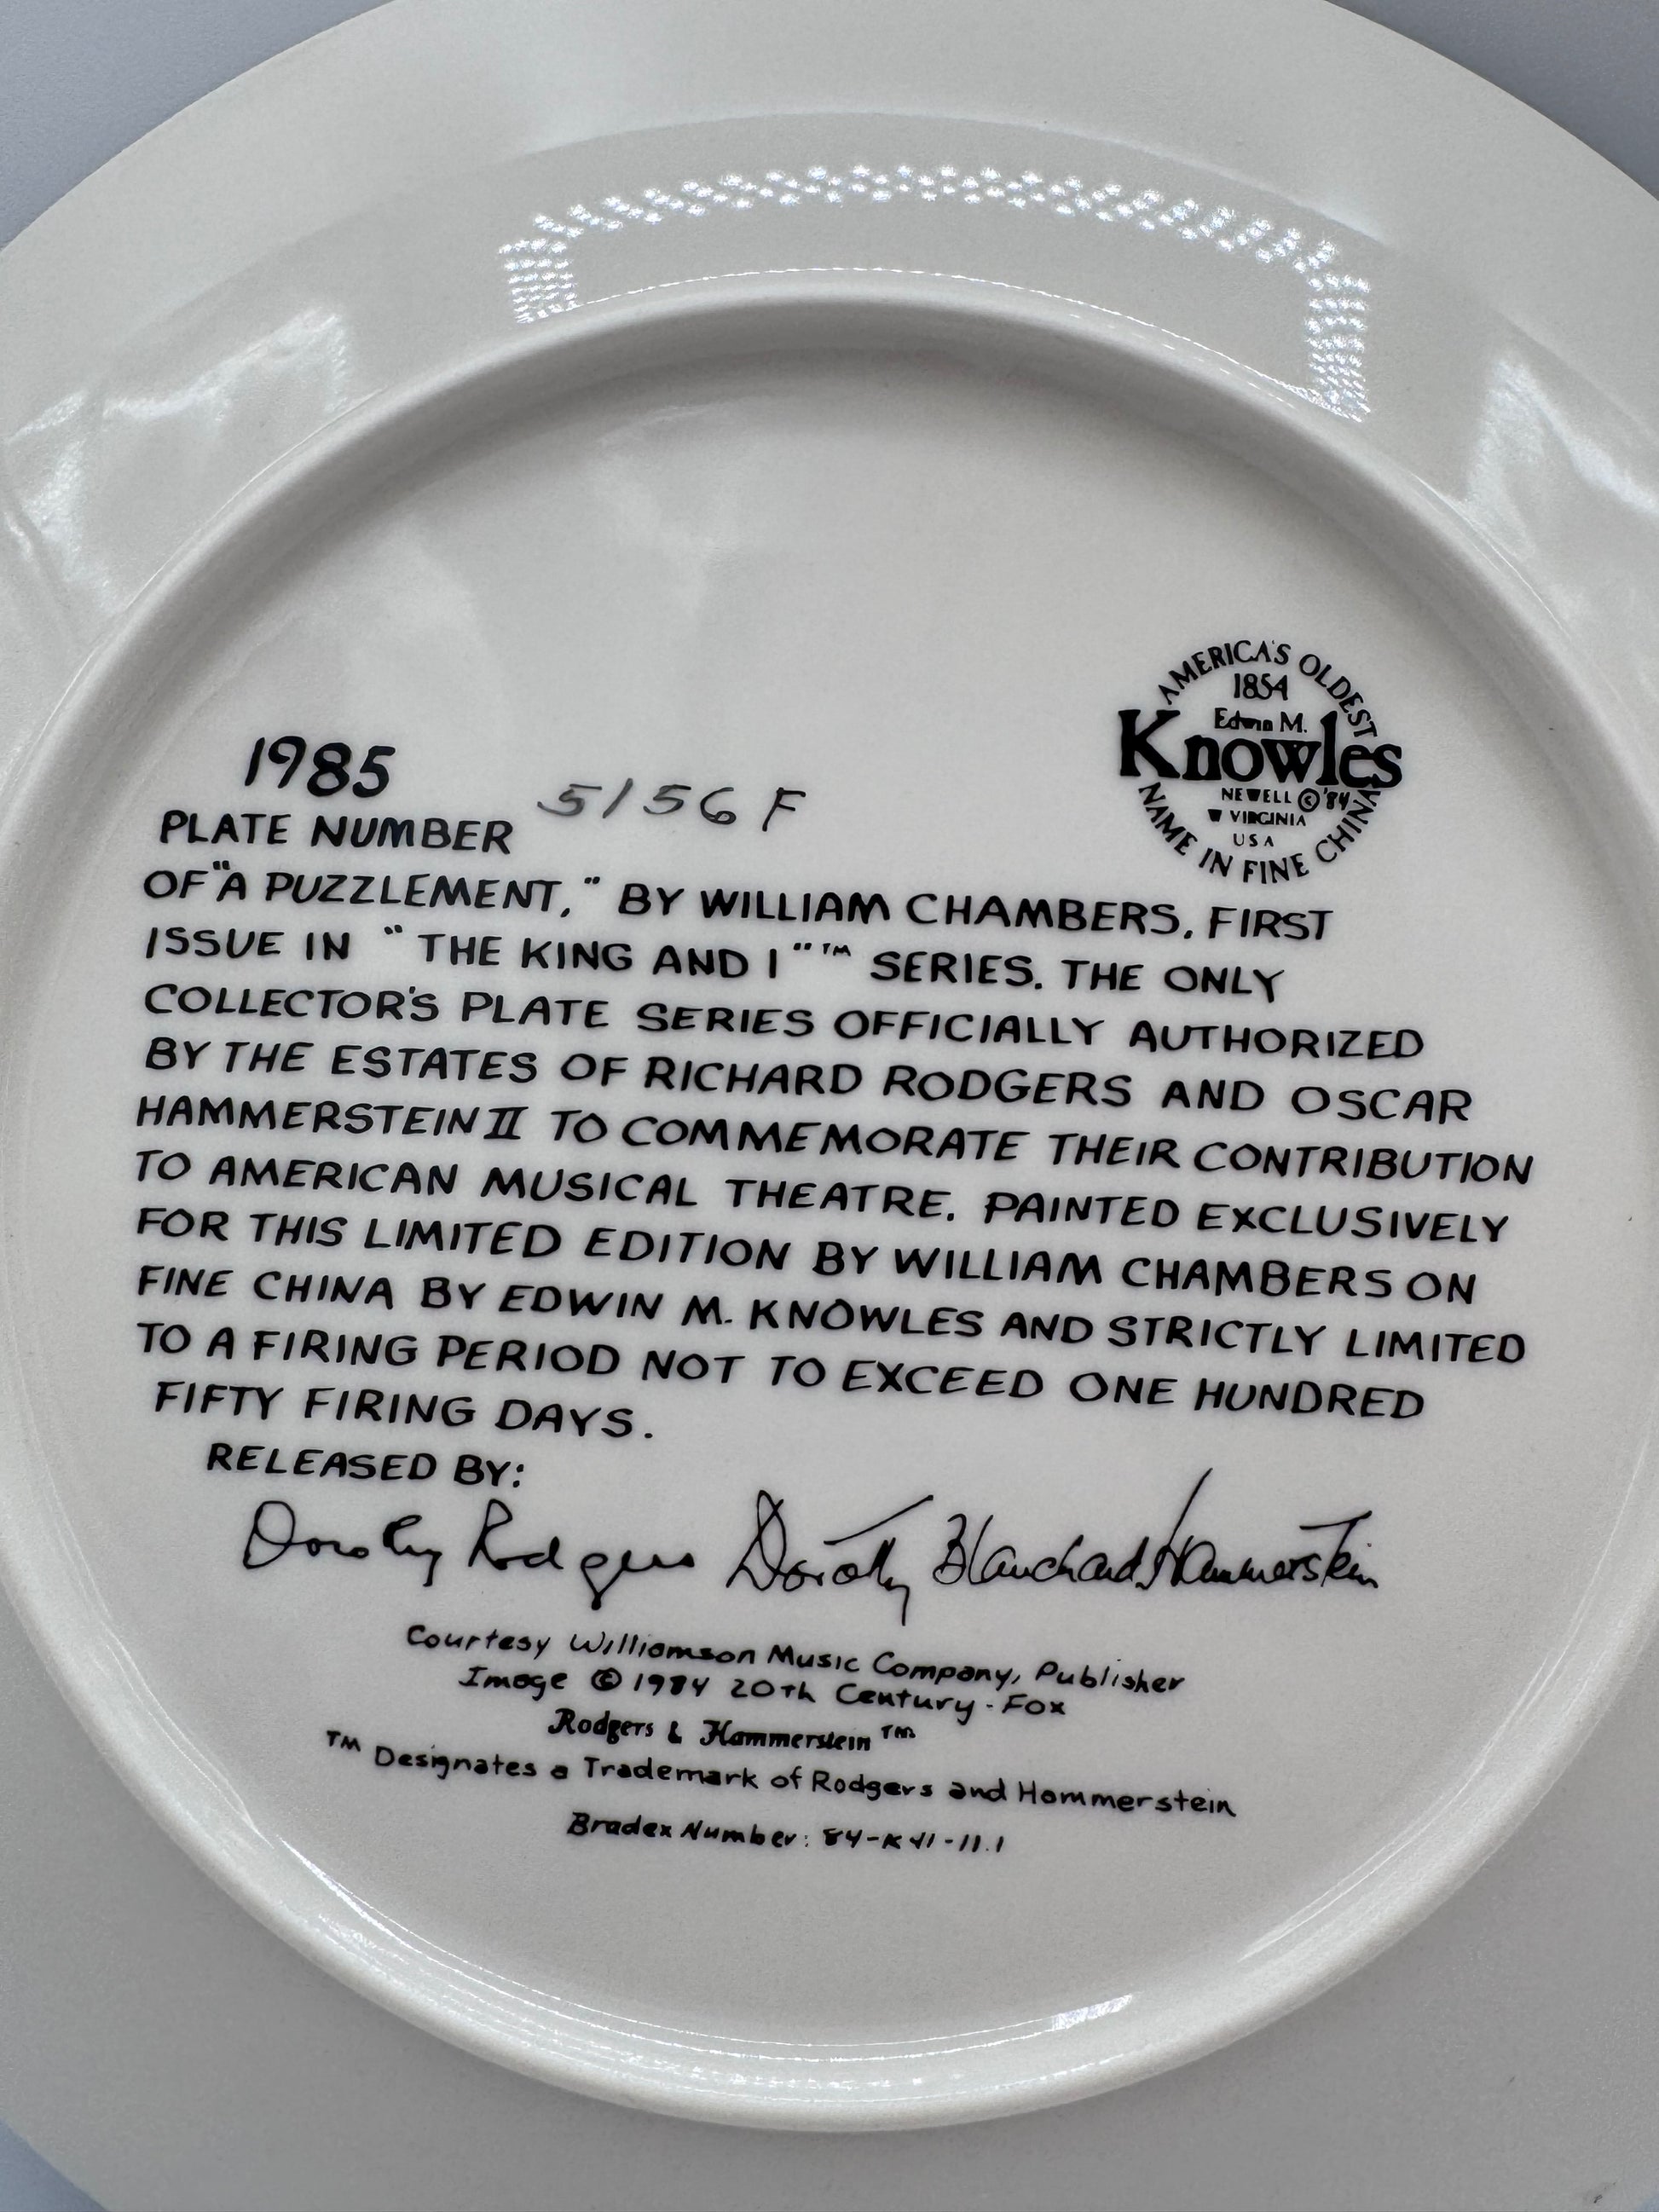 AMERICA'S OLDEST
1854
Edwin M.
Knowles
NEWELL ©'84
W VIRGINIA
USA
NAME IN FINE CHINA
1985
5156F
PLATE NUMBER
OF "A PUZZLEMENT," BY WILLIAM CHAMBERS, FIRST
ISSUE IN "THE KING AND I"™ SERIES. THE ONLY
COLLECTOR'S PLATE SERIES OFFICIALLY AUTHORIZED
BY THE ESTATES OF RICHARD RODGERS AND OSCAR
HAMMERSTEIN II TO COMMEMORATE THEIR CONTRIBUTION
TO AMERICAN MUSICAL THEATRE. PAINTED EXCLUSIVELY
FOR THIS LIMITED EDITION BY WILLIAM CHAMBERS ON
FINE CHINA BY EDWIN M. KNOWLES AND STRICTLY LIMITED
TO A FIRING PERIOD NOT TO EXCEED ONE HUNDRED
FIFTY FIRING DAYS.
RELEASED BY:
Dorothy Rodgers Dorothy Blanchard Hammerstein
Courtesy Williamson Music Company, Publisher
Image © 1984 20th Century-Fox
Rodgers & Hammerstein™
™ Designates a Trademark of Rodgers and Hammerstein
Bradex Number: 84-K41-11.1